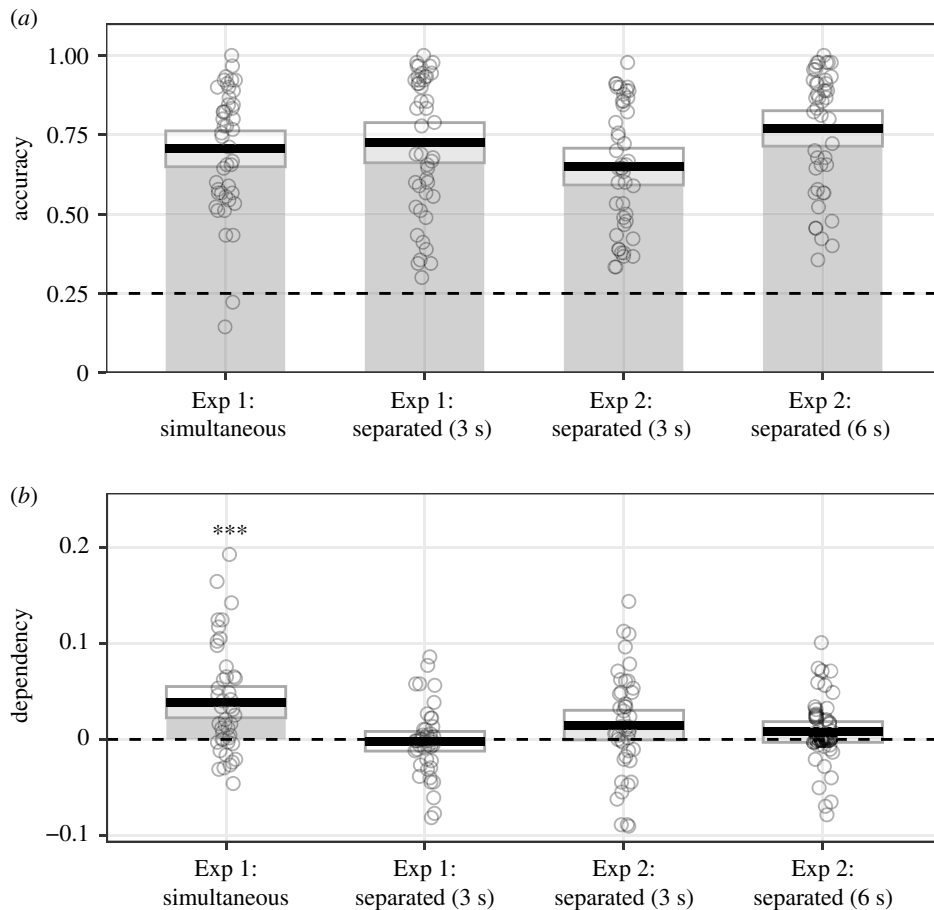 (a)
1.00
0.75
0.50
0.25
0
accuracy
Exp 1:
simultaneous
Exp 1:
separated (3 s)
Exp 2:
separated (3 s)
Exp 2:
separated (6 s)
(b)
***
0.2
0.1
0
−0.1
dependency
Exp 1:
simultaneous
Exp 1:
separated (3 s)
Exp 2:
separated (3 s)
Exp 2:
separated (6 s)